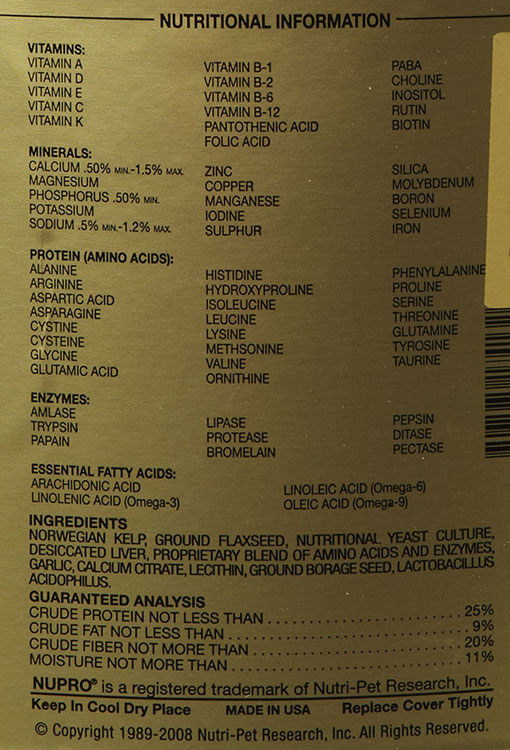 NUTRITIONAL INFORMATION
VITAMINS:
VITAMIN A
VITAMIN D
VITAMIN E
VITAMIN C
VITAMIN K
VITAMIN B-1
VITAMIN B-2
VITAMIN B-6
VITAMIN B-12
PANTOTHENIC ACID
FOLIC ACID
PABA
CHOLINE
INOSITOL
RUTIN
BIOTIN
MINERALS:
CALCIUM .50% MIN.-1.5% MAX.
MAGNESIUM
PHOSPHORUS .50% MIN.
POTASSIUM
SODIUM .5% MIN.-1.2% MAX.
ZINC
COPPER
MANGANESE
IODINE
SULPHUR
SILICA
MOLYBDENUM
BORON
SELENIUM
IRON
PROTEIN (AMINO ACIDS):
ALANINE
ARGININE
ASPARTIC ACID
ASPARAGINE
CYSTINE
CYSTEINE
GLYCINE
GLUTAMIC ACID
HISTIDINE
HYDROXYPROLINE
ISOLEUCINE
LEUCINE
LYSINE
METHSONINE
VALINE
ORNITHINE
PHENYLALANINE
PROLINE
SERINE
THREONINE
GLUTAMINE
TYROSINE
TAURINE
ENZYMES:
AMLASE
TRYPSIN
PAPAIN
LIPASE
PROTEASE
BROMELAIN
PEPSIN
DITASE
PECTASE
ESSENTIAL FATTY ACIDS:
ARACHIDONIC ACID
LINOLENIC ACID (Omega-3)
LINOLEIC ACID (Omega-6)
OLEIC ACID (Omega-9)
INGREDIENTS
NORWEGIAN KELP, GROUND FLAXSEED, NUTRITIONAL YEAST CULTURE,
DESICCATED LIVER, PROPRIETARY BLEND OF AMINO ACIDS AND ENZYMES,
GARLIC, CALCIUM CITRATE, LECITHIN, GROUND BORAGE SEED, LACTOBACILLUS
ACIDOPHILUS.
GUARANTEED ANALYSIS
CRUDE PROTEIN NOT LESS THAN . . . . . . . . . . . . . . . . . . . . . . . 25%
CRUDE FAT NOT LESS THAN . . . . . . . . . . . . . . . . . . . . . . . . . . . 9%
CRUDE FIBER NOT MORE THAN . . . . . . . . . . . . . . . . . . . . . . . . 20%
MOISTURE NOT MORE THAN . . . . . . . . . . . . . . . . . . . . . . . . . . 11%
NUPRO® is a registered trademark of Nutri-Pet Research, Inc.
Keep In Cool Dry Place MADE IN USA Replace Cover Tightly
© Copyright 1989-2008 Nutri-Pet Research, Inc. All Rights Reserved.